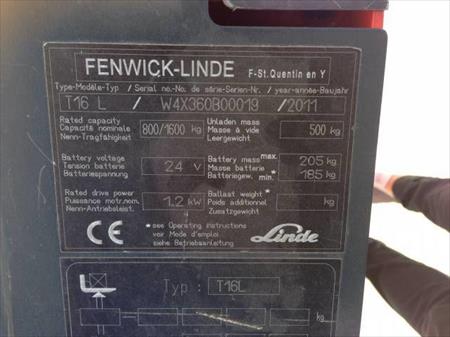 FENWICK-LINDE F-St.Quentin en Y
Type-Modèle-Typ / Serial no.-No. de série-Serien-Nr. / year-année-Baujahr
T16 L / W4X360B00019 / 2011
Rated capacity Unladen mass
Capacité nominale 800/1600 kg Masse à vide 500 kg
Nenn-Tragfähigkeit Leergewicht
Battery voltage Battery mass max. 205 kg
Tension batterie 24 V Masse batterie
Batteriespannung Batteriegew. min.* 185 kg
Rated drive power Ballast weight *
Puissance mot.nom. 1.2 kW Poids additionnel kg
Nenn-Antriebsleist. Zusatzgewicht
CE *see Operating instructions
voir Mode d'emploi Linde
siehe Betriebsanleitung
Typ: T16L
kg